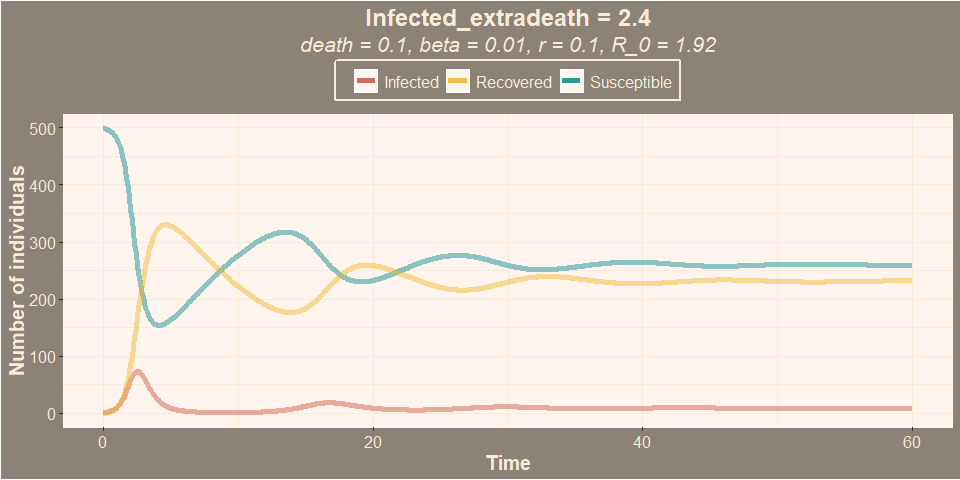 Infected_extradeath = 2.4
death = 0.1, beta = 0.01, r = 0.1, R_0 = 1.92
Infected Recovered Susceptible
Number of individuals
500
400
300
200
100
0
0 20 40 60
Time